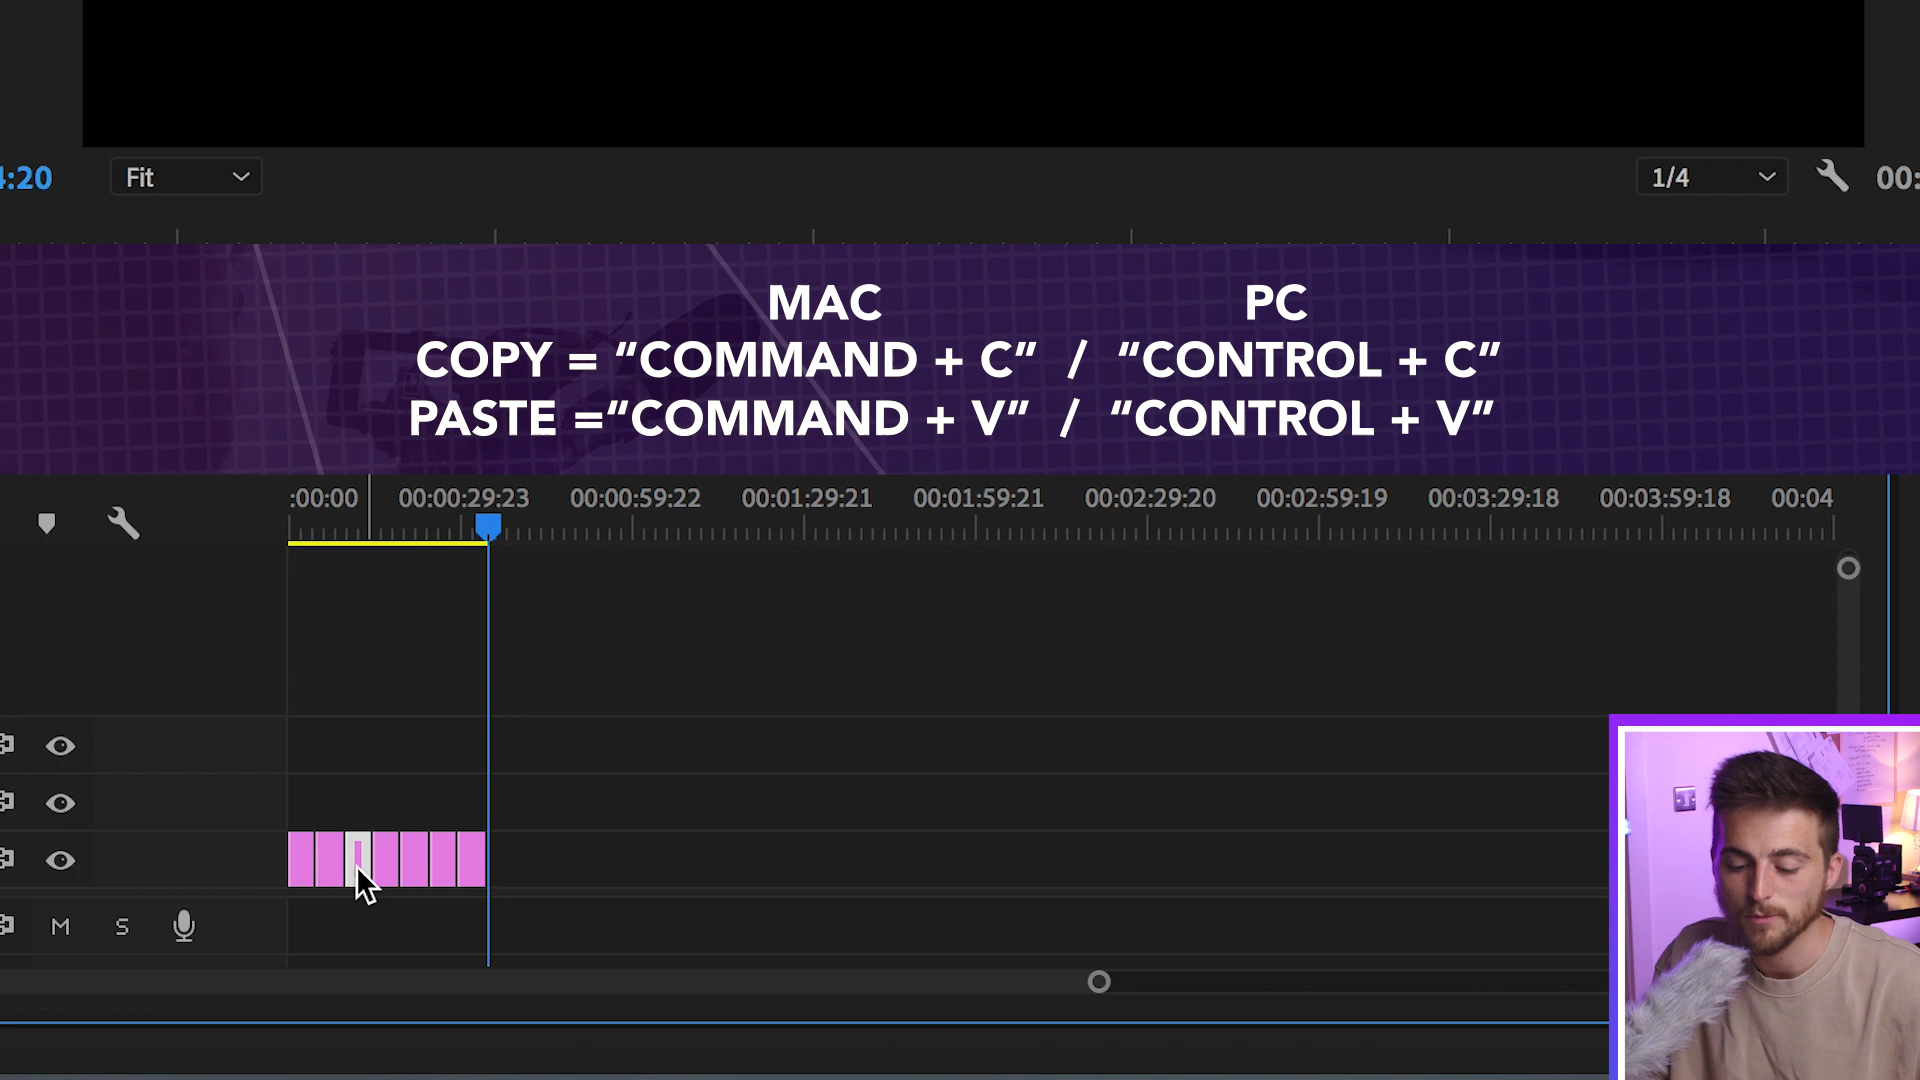 4:20 Fit 1/4 00:
MAC PC
COPY = “COMMAND + C” / “CONTROL + C”
PASTE =“COMMAND + V” / “CONTROL + V”
:00:00 00:00:29:23 00:00:59:22 00:01:29:21 00:01:59:21 00:02:29:20 00:02:59:19 00:03:29:18 00:03:59:18 00:04
M S